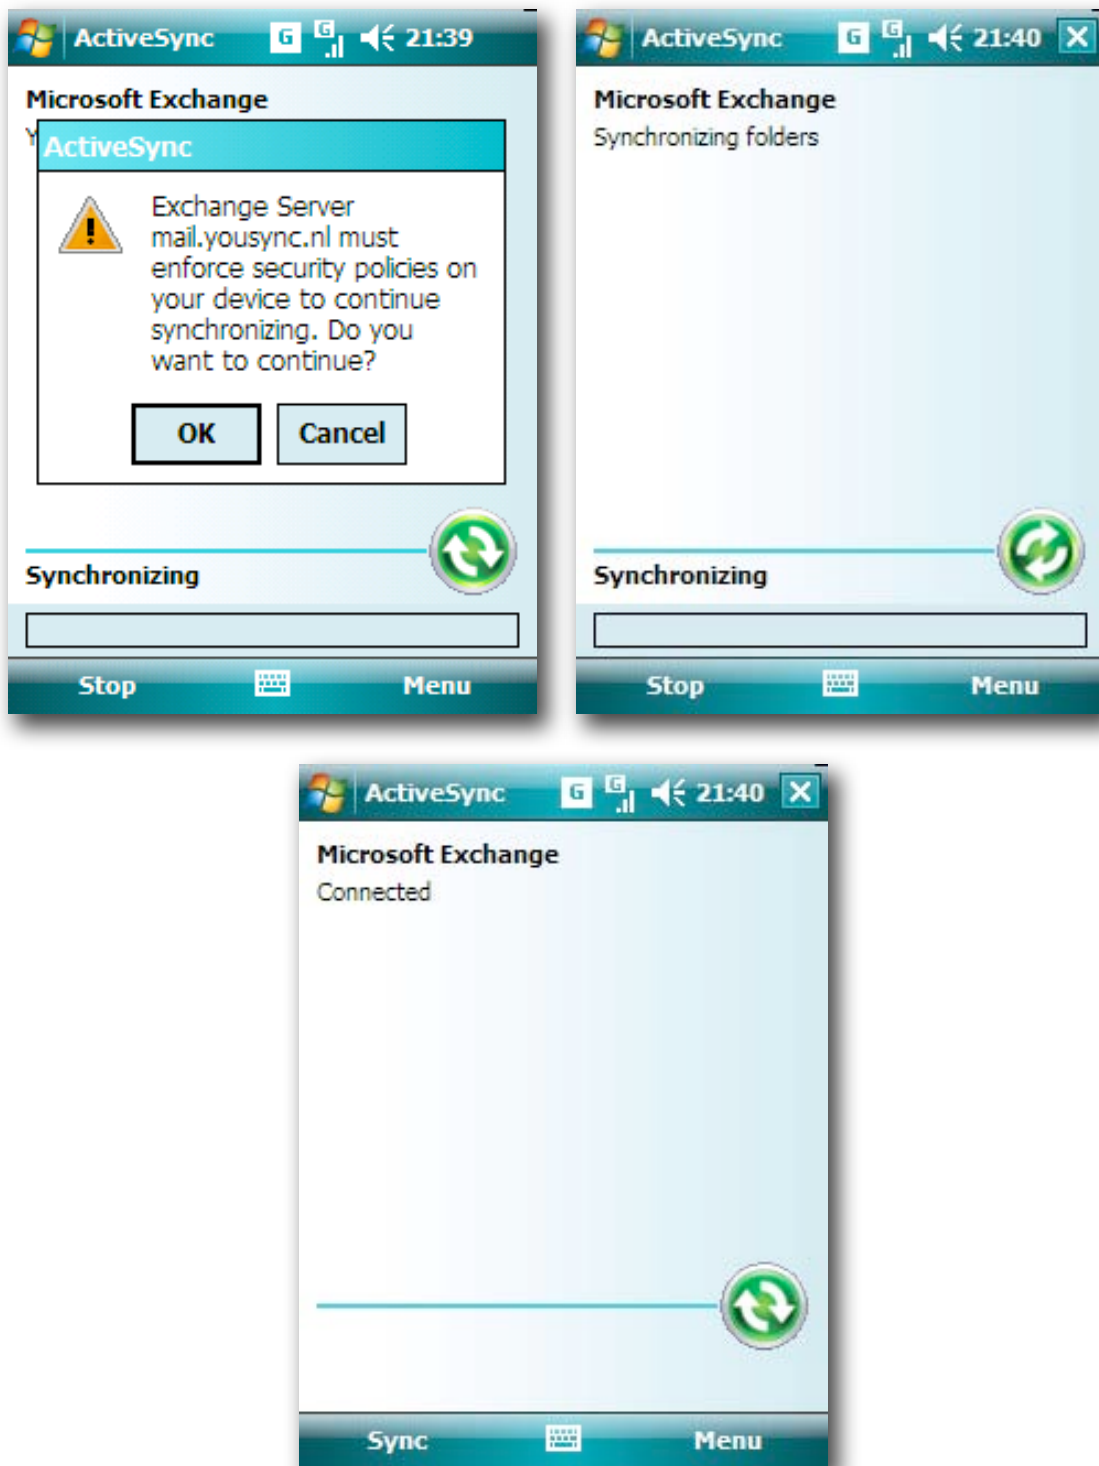 ActiveSync G G 21:39
Microsoft Exchange
Y
ActiveSync
Exchange Server
mail.yousync.nl must
enforce security policies on
your device to continue
synchronizing. Do you
want to continue?
OK Cancel
Synchronizing
Stop Menu
ActiveSync G G 21:40
Microsoft Exchange
Synchronizing folders
Synchronizing
Stop Menu
ActiveSync G G 21:40
Microsoft Exchange
Connected
Sync Menu